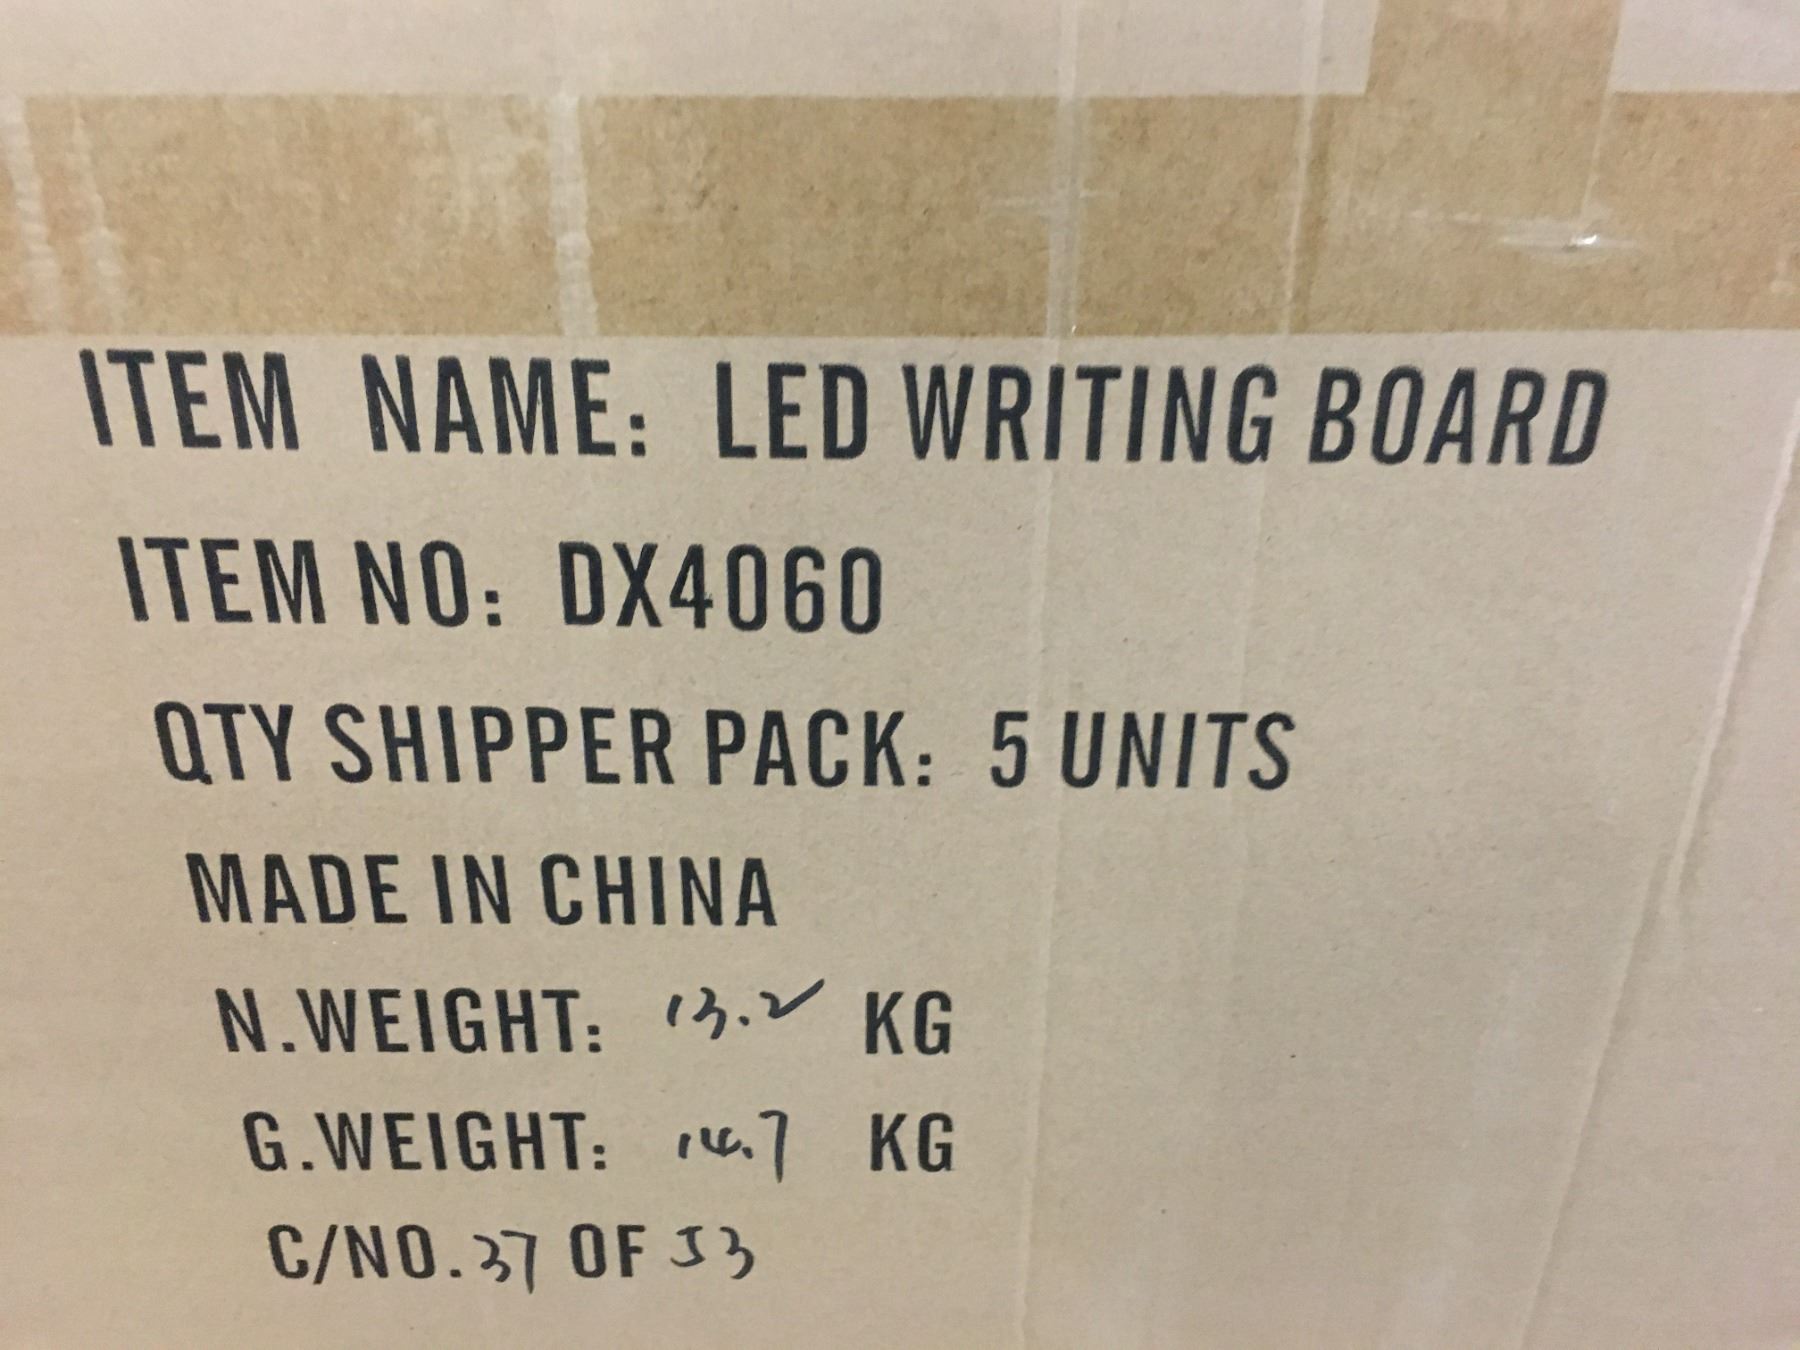 ITEM NAME: LED WRITING BOARD
ITEM NO: DX4060
QTY SHIPPER PACK: 5 UNITS
MADE IN CHINA
N.WEIGHT: 13.2 KG
G.WEIGHT: 14.7 KG
C/NO. 37 OF 53